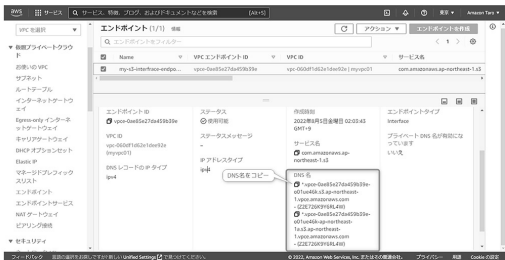 aws
サービス
サービス、特徴、ブログ、およびドキュメントなどを検索
[Alt+S]
東京
Amazon Taro
VPC を選択
仮想プライベートクラウド
お使いの VPC
サブネット
ルートテーブル
インターネットゲートウェイ
Egress-only インターネットゲートウェイ
キャリアゲートウェイ
DHCP オプションセット
Elastic IP
マネージドプレフィックスリスト
エンドポイント
エンドポイントサービス
NAT ゲートウェイ
ピアリング接続
セキュリティ
エンドポイント (1/1) 情報
アクション
エンドポイントを作成
エンドポイントをフィルター
1
Name
VPC エンドポイント ID
VPC ID
サービス名
my-s3-interface-endpo...
vpce-0ae85e27da459b39e
vpc-060df1d62e1dee92e | myvpc01
com.amazonaws.ap-northeast-1.s3
エンドポイント ID
vpce-0ae85e27da459b39e
VPC ID
vpc-060df1d62e1dee92e
(myvpc01)
DNS レコードの IP タイプ
ipv4
ステータス
使用可能
ステータスメッセージ
–
IP アドレスタイプ
ipv4
DNS名をコピー
作成時刻
2022年8月5日金曜日 02:03:43
GMT+9
サービス名
com.amazonaws.ap-
northeast-1.s3
DNS 名
*.vpce-0ae85e27da459b39e-
o01uc46k.s3.ap-northeast-
1.vpce.amazonaws.com
- (Z2E726K9Y6RL4W)
*.vpce-0ae85e27da459b39e-
o01uc46k-ap-northeast-
1a.s3.ap-northeast-
1.vpce.amazonaws.com
- (Z2E726K9Y6RL4W)
エンドポイントタイプ
Interface
プライベート DNS 名が有効になっています
いいえ
フィードバック
新しい Unified Settings で見つけてください。
© 2022, Amazon Web Services, Inc. またはその関連会社。
プライバシー
用語
Cookie の設定